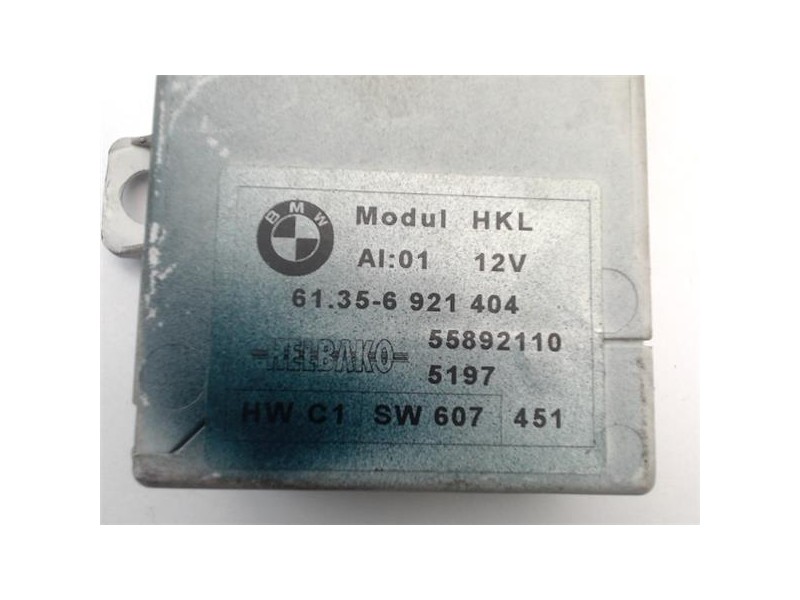 BMW
Modul HKL
AI:01 12V
61.35-6 921 404
55892110
HELBAKO
5197
HW C1 SW 607 451